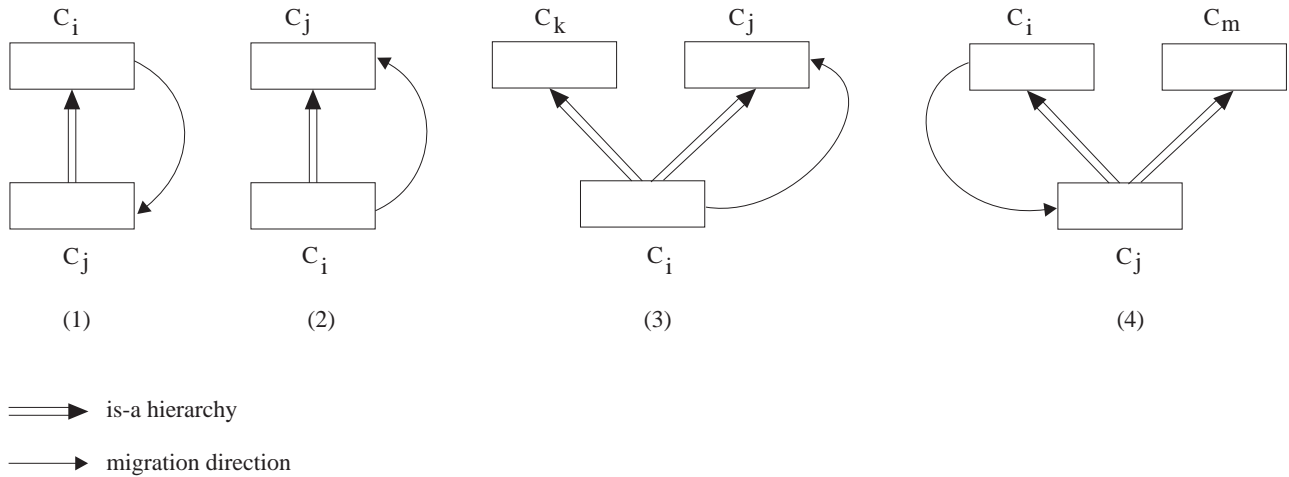 C_i C_j C_k C_j C_i C_m
C_j C_i C_i C_j
(1) (2) (3) (4)
is-a hierarchy
migration direction